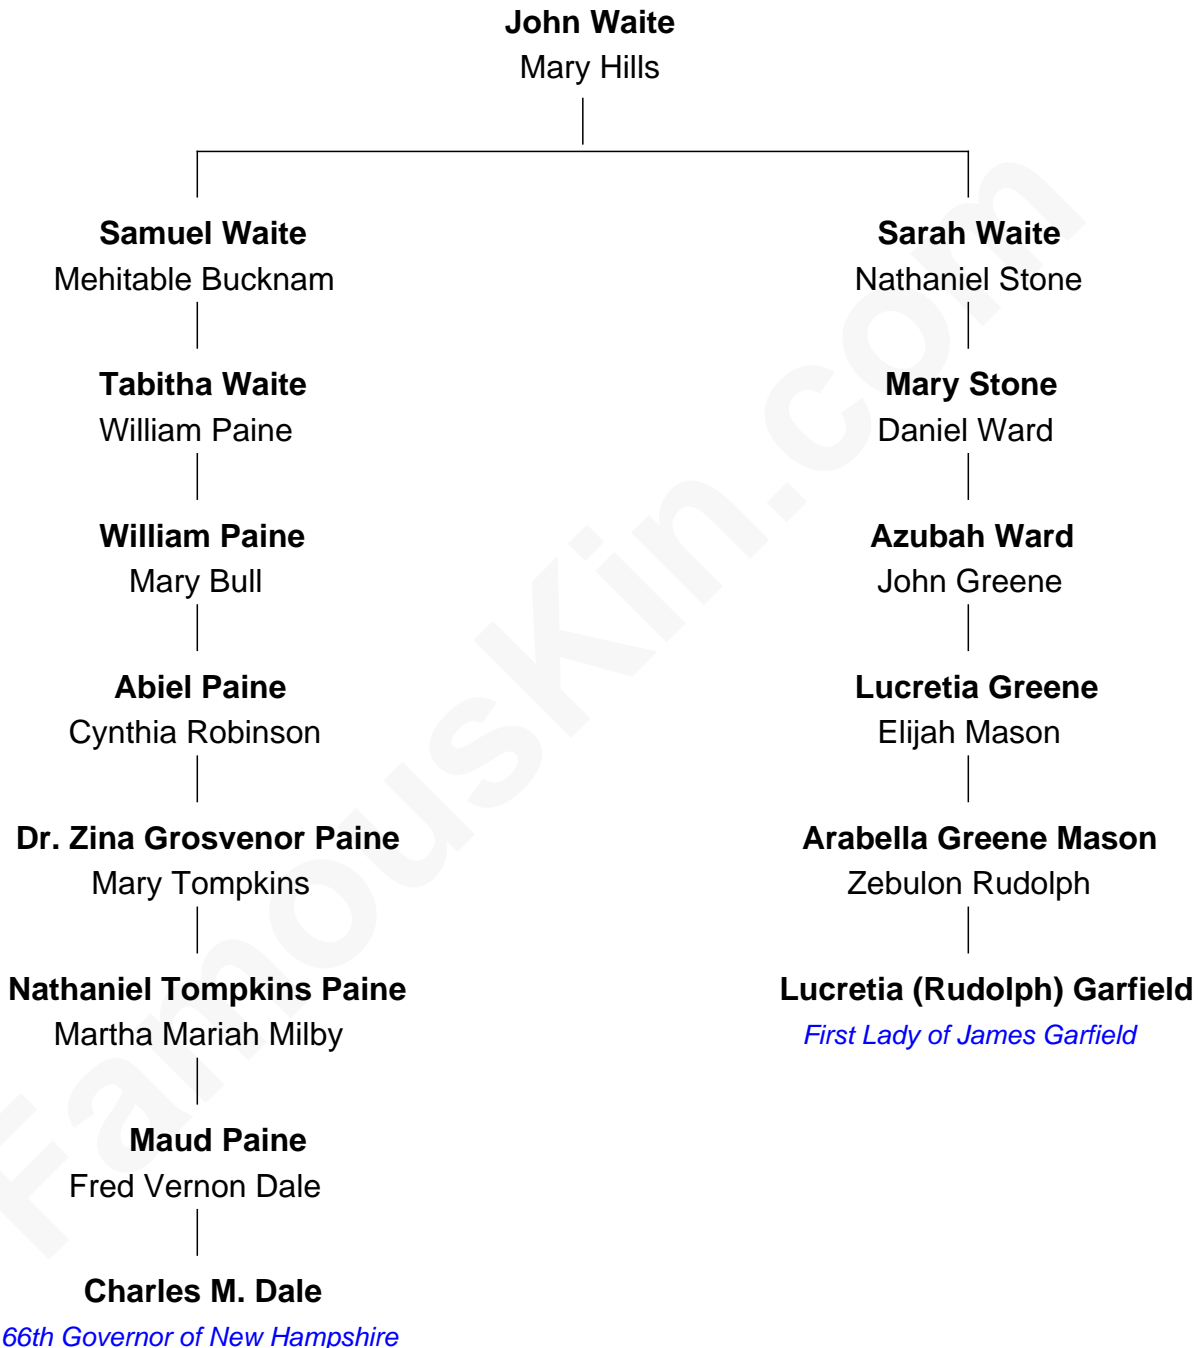 John Waite
Mary Hills
Samuel Waite
Mehitable Bucknam
Tabitha Waite
William Paine
William Paine
Mary Bull
Abiel Paine
Cynthia Robinson
Dr. Zina Grosvenor Paine
Mary Tompkins
Nathaniel Tompkins Paine
Martha Mariah Milby
Maud Paine
Fred Vernon Dale
Charles M. Dale
66th Governor of New Hampshire
Sarah Waite
Nathaniel Stone
Mary Stone
Daniel Ward
Azubah Ward
John Greene
Lucretia Greene
Elijah Mason
Arabella Greene Mason
Zebulon Rudolph
Lucretia (Rudolph) Garfield
First Lady of James Garfield
FamousKin.com